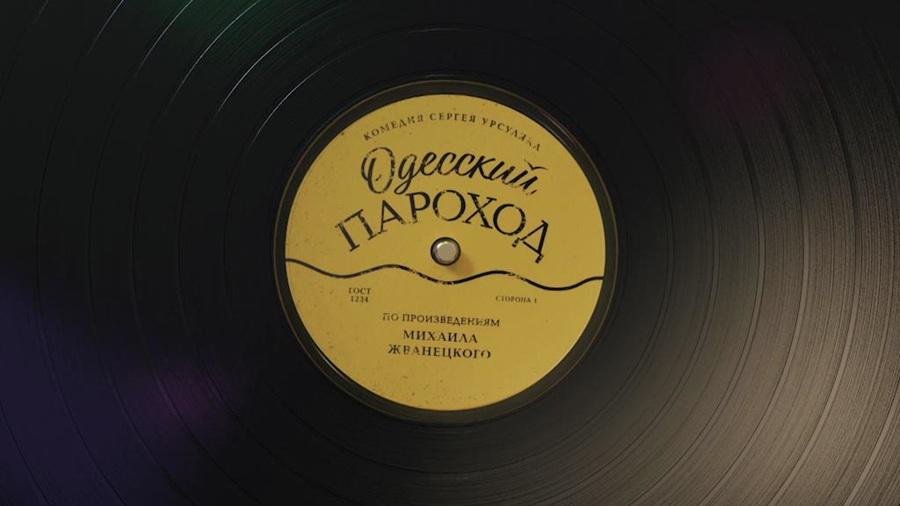 КОМЕДИЯ СЕРГЕЯ УРСУЛЯКА
Одесский
ПАРОХОД
ГОСТ
1234
СТОРОНА 1
ПО ПРОИЗВЕДЕНИЯМ
МИХАИЛА
ЖВАНЕЦКОГО